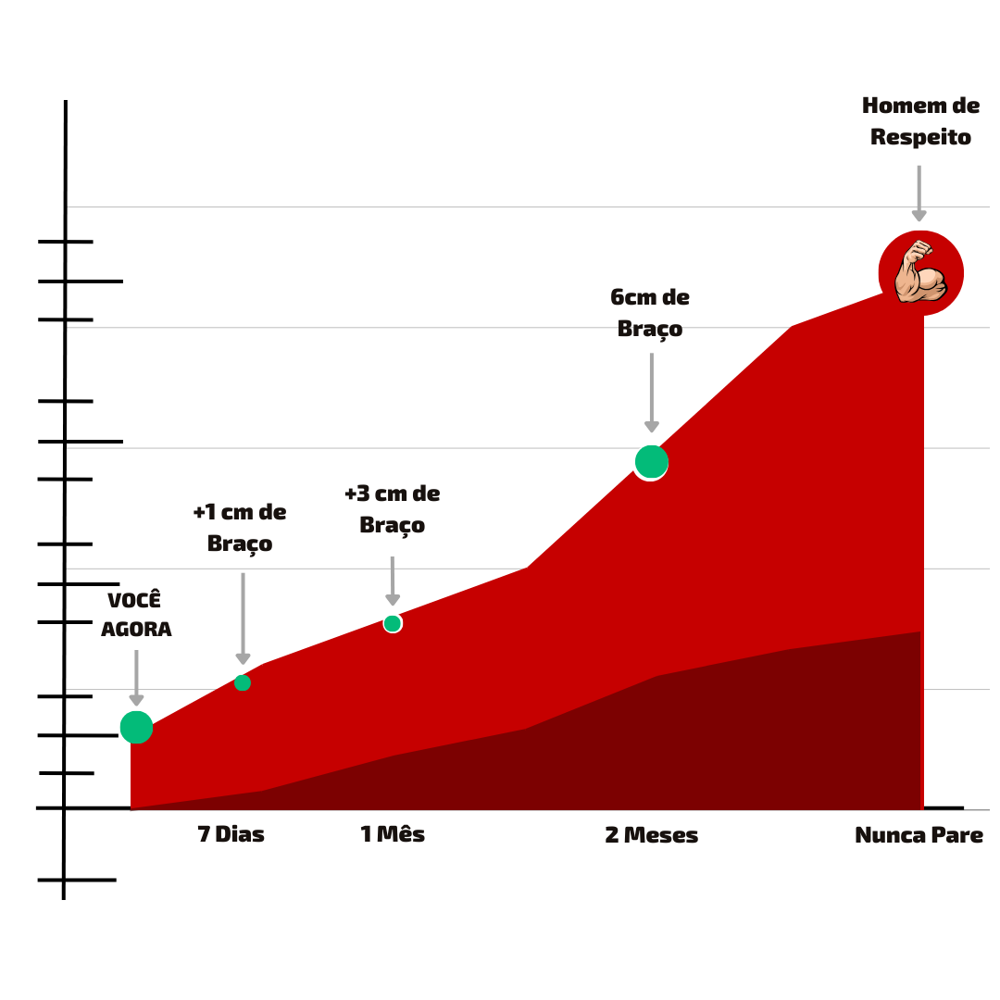 Homem de
Respeito
6cm de
Braço
+3 cm de
Braço
+1 cm de
Braço
VOCÊ
AGORA
7 Dias
1 Mês
2 Meses
Nunca Pare